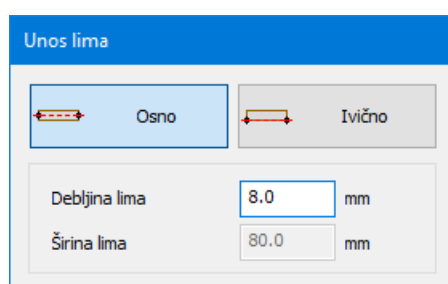 Unos lima
Osno Ivično
Debljina lima 8.0 mm
Širina lima 80.0 mm